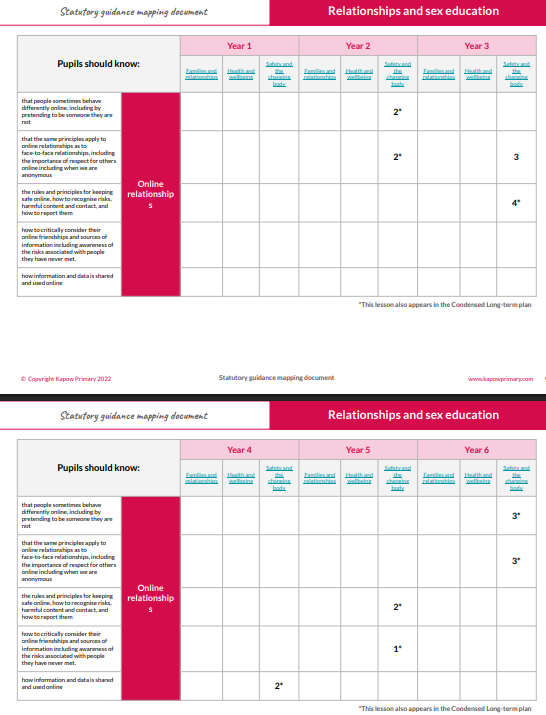 Statutory guidance mapping document
Relationships and sex education
Pupils should know:
Year 1
Year 2
Year 3
Families and
relationships
Health and
wellbeing
Safety and
the
changing
body
Families and
relationships
Health and
wellbeing
Safety and
the
changing
body
Families and
relationships
Health and
wellbeing
Safety and
the
changing
body
Online
relationship
s
that people sometimes behave
differently online, including by
pretending to be someone they are
not
2*
that the same principles apply to
online relationships as to
face-to-face relationships, including
the importance of respect for others
online including when we are
anonymous
2*
3
the rules and principles for keeping
safe online, how to recognise risks,
harmful content and contact, and
how to report them
4*
how to critically consider their
online friendships and sources of
information including awareness of
the risks associated with people
they have never met.
how information and data is shared
and used online
*This lesson also appears in the Condensed Long-term plan
© Copyright Kapow Primary 2022
Statutory guidance mapping document
www.kapowprimary.com
Statutory guidance mapping document
Relationships and sex education
Pupils should know:
Year 4
Year 5
Year 6
Families and
relationships
Health and
wellbeing
Safety and
the
changing
body
Families and
relationships
Health and
wellbeing
Safety and
the
changing
body
Families and
relationships
Health and
wellbeing
Safety and
the
changing
body
Online
relationship
s
that people sometimes behave
differently online, including by
pretending to be someone they are
not
3*
that the same principles apply to
online relationships as to
face-to-face relationships, including
the importance of respect for others
online including when we are
anonymous
3*
the rules and principles for keeping
safe online, how to recognise risks,
harmful content and contact, and
how to report them
2*
how to critically consider their
online friendships and sources of
information including awareness of
the risks associated with people
they have never met.
1*
how information and data is shared
and used online
2*
*This lesson also appears in the Condensed Long-term plan